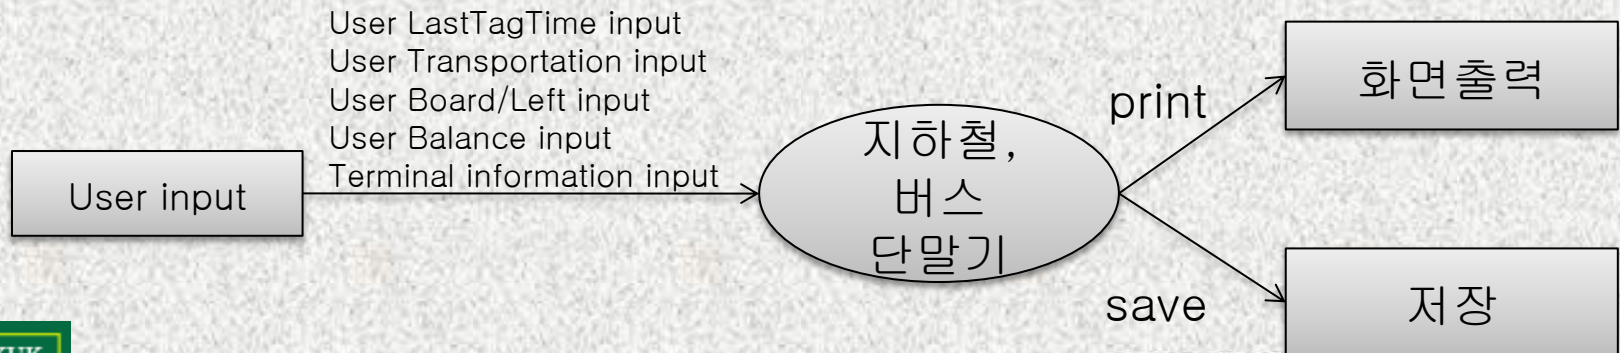 User LastTagTime input
User Transportation input
User Board/Left input
User Balance input
Terminal information input
User input
지하철,
버스
단말기
print
화면출력
save
저장